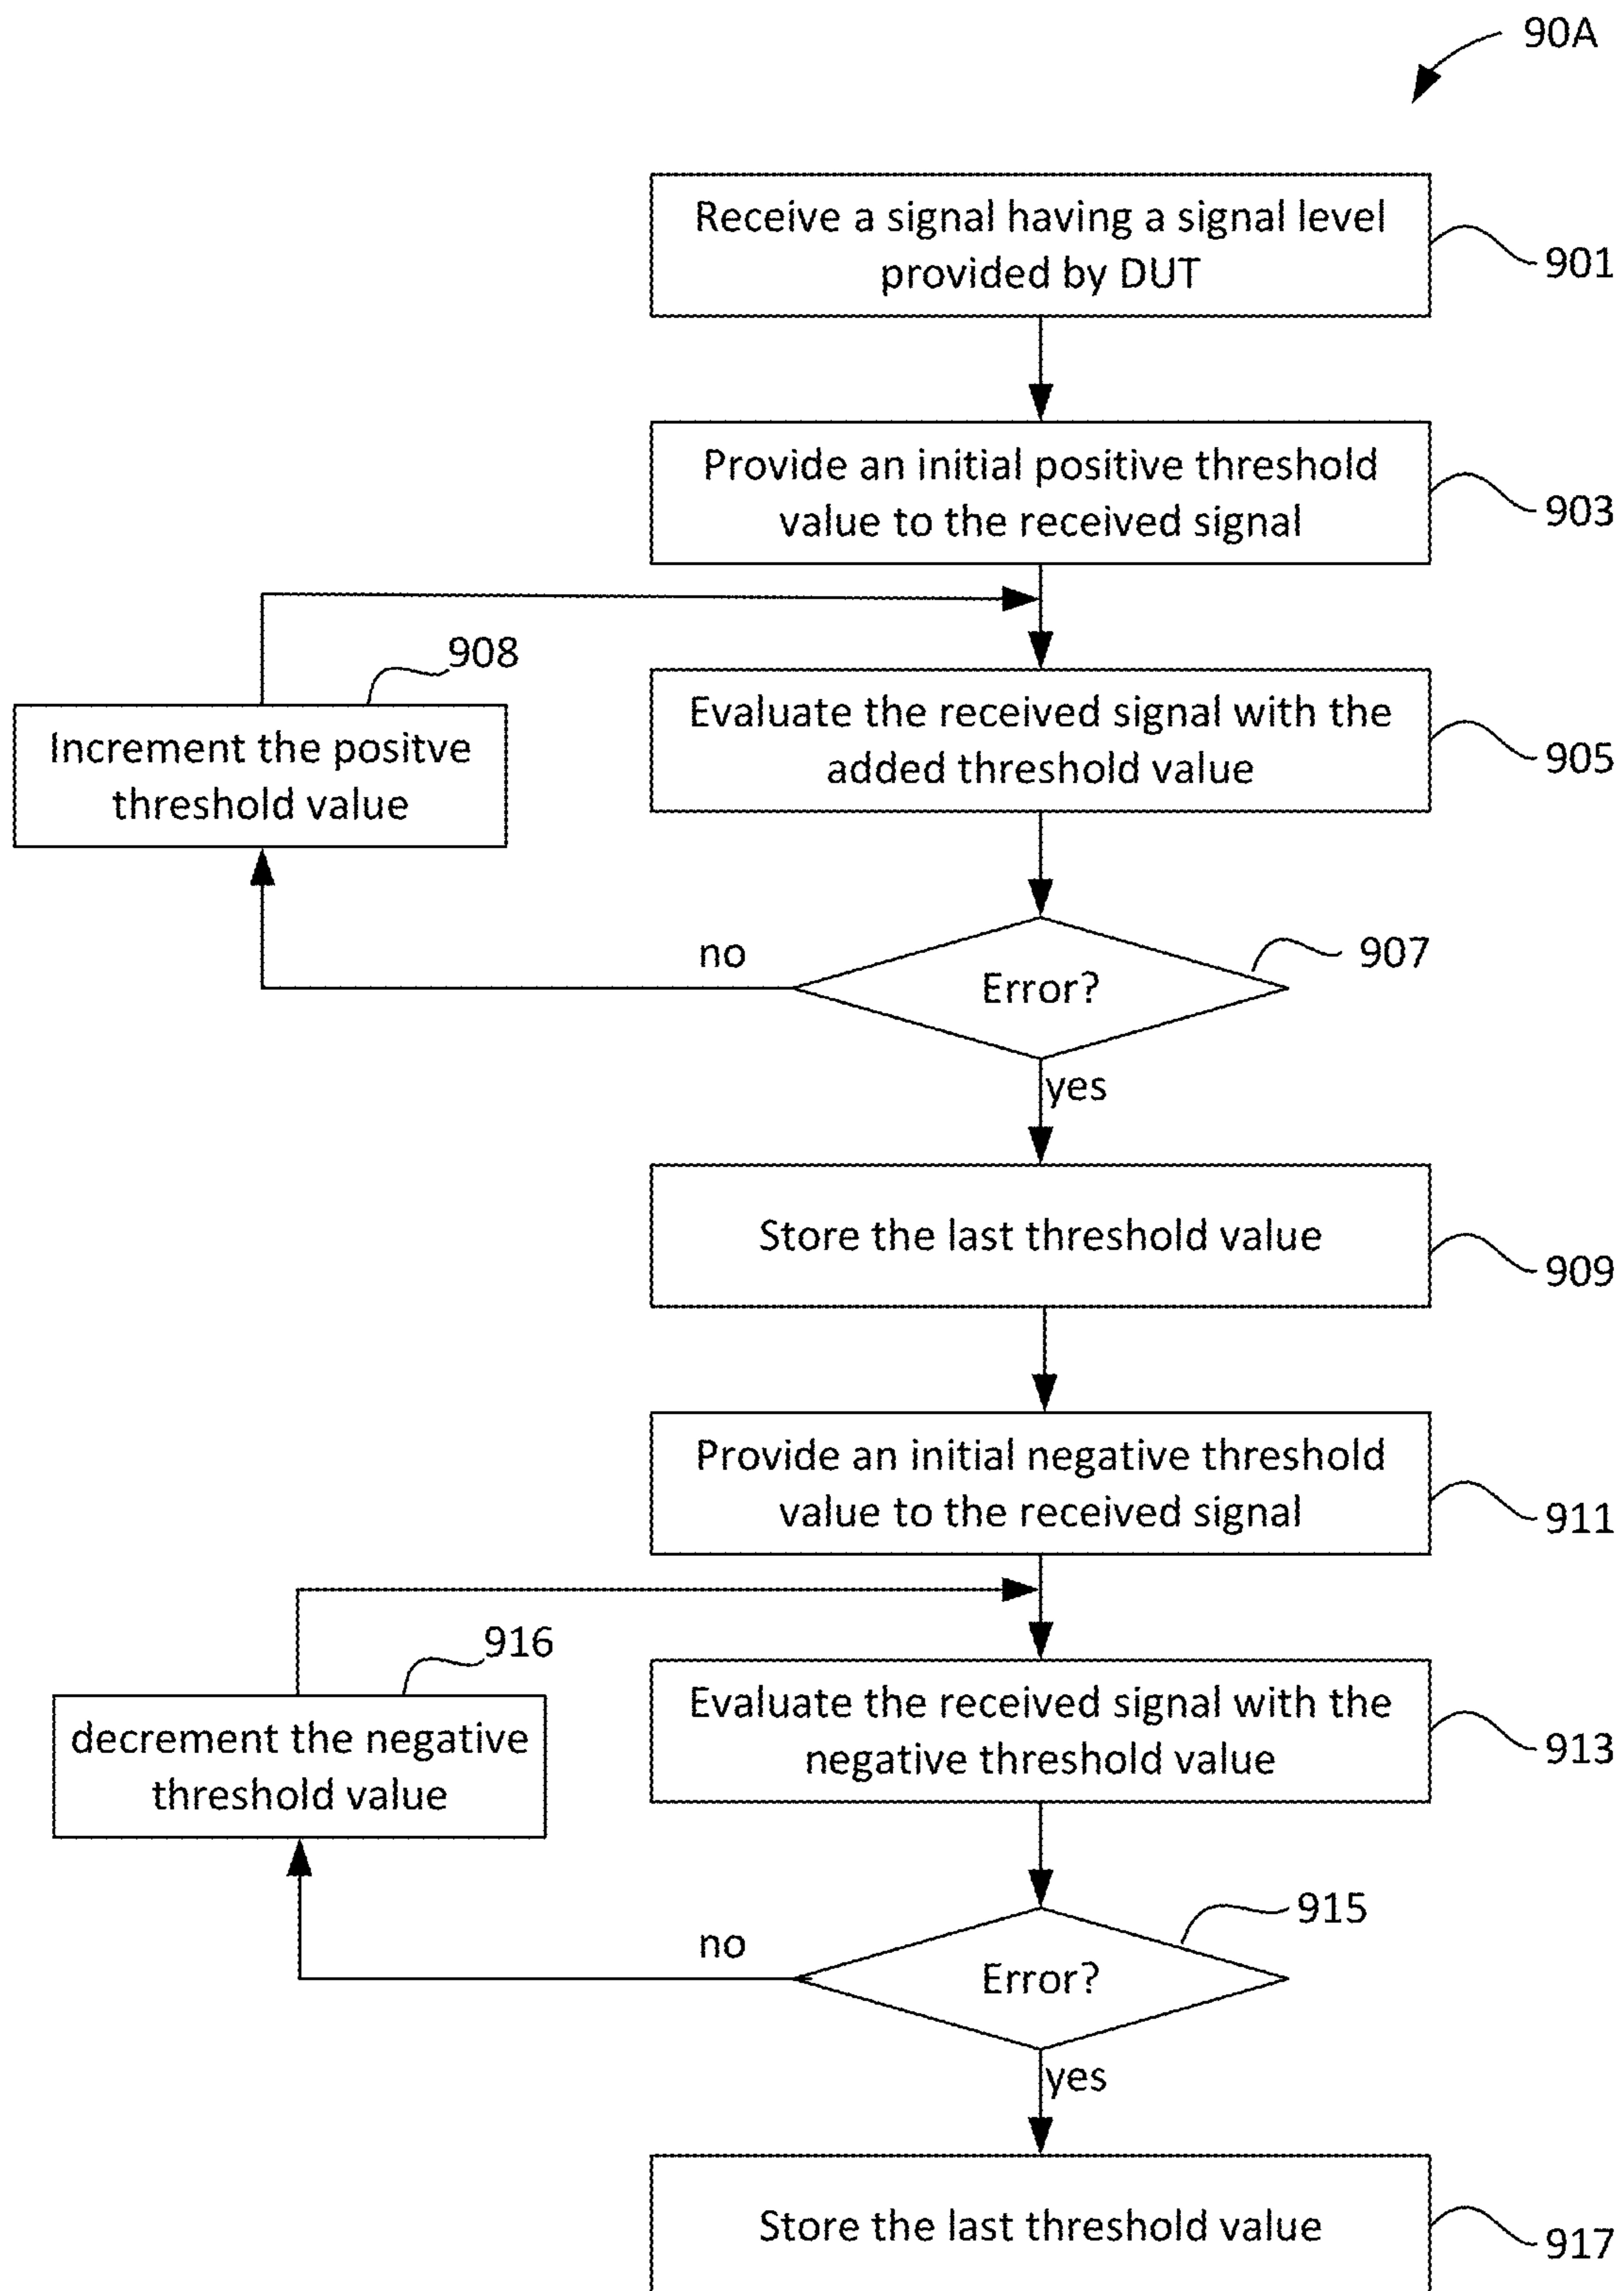 90A
Receive a signal having a signal level
provided by DUT
901
Provide an initial positive threshold
value to the received signal
903
908
Increment the positve
threshold value
Evaluate the received signal with the
added threshold value
905
no
Error?
907
yes
Store the last threshold value
909
Provide an initial negative threshold
value to the received signal
911
916
decrement the negative
threshold value
Evaluate the received signal with the
negative threshold value
913
no
Error?
915
yes
Store the last threshold value
917